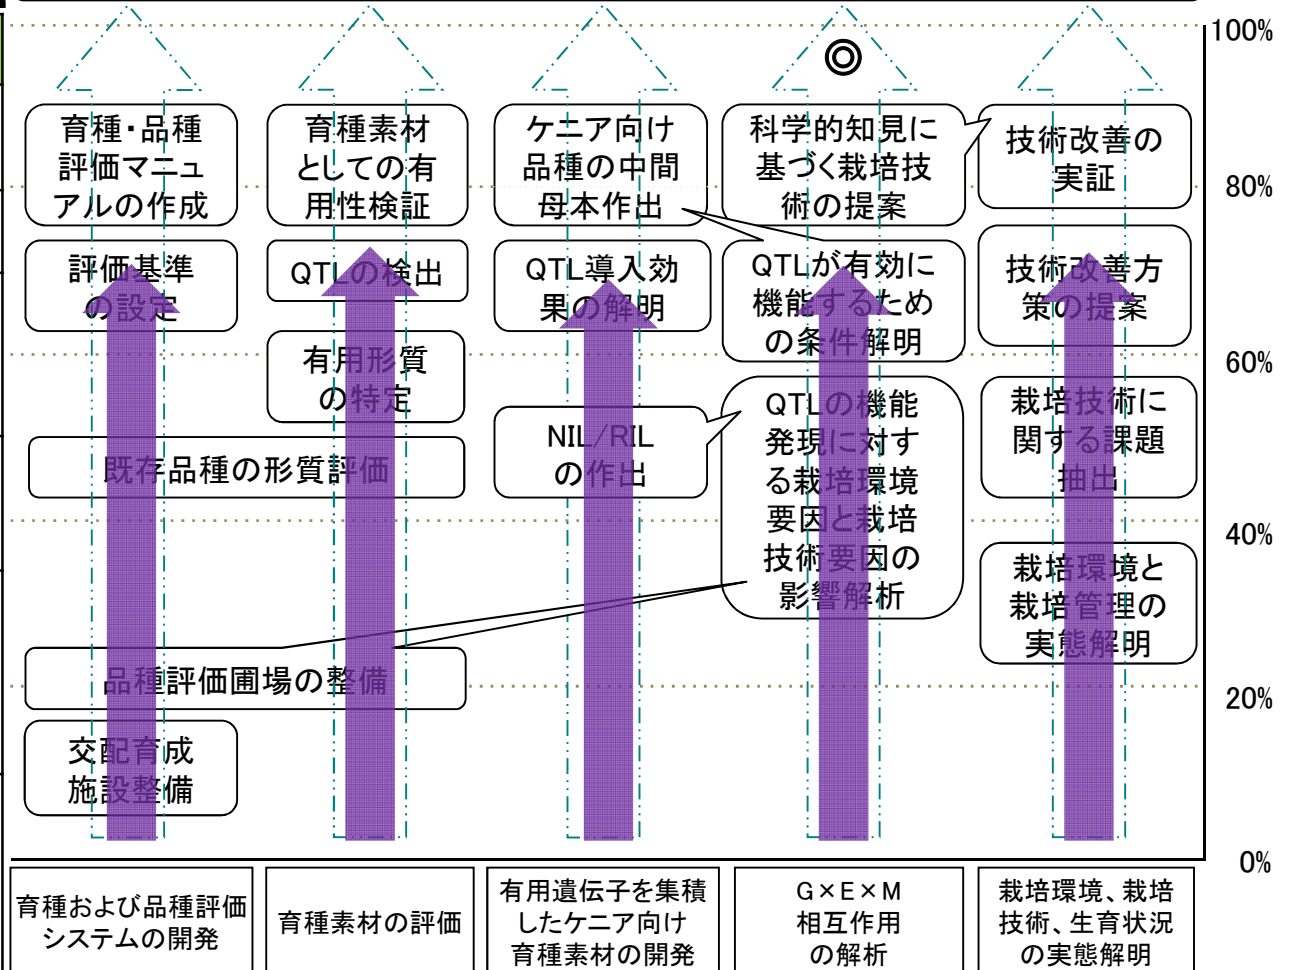 100%
80%
60%
40%
20%
0%
育種・品種
評価マニュ
アルの作成
評価基準
の設定
既存品種の形質評価
品種評価圃場の整備
交配育成
施設整備
育種素材
としての有
用性検証
QTLの検出
有用形質
の特定
ケニア向け
品種の中間
母本作出
QTL導入効
果の解明
NIL/RIL
の作出
科学的知見に
基づく栽培技
術の提案
QTLが有効に
機能するため
の条件解明
QTLの機能
発現に対す
る栽培環境
要因と栽培
技術要因の
影響解析
技術改善の
実証
技術改善方
策の提案
栽培技術に
関する課題
抽出
栽培環境と
栽培管理の
実態解明
育種および品種評価
システムの開発
育種素材の評価
有用遺伝子を集積
したケニア向け
育種素材の開発
G×E×M
相互作用
の解析
栽培環境、栽培
技術、生育状況
の実態解明